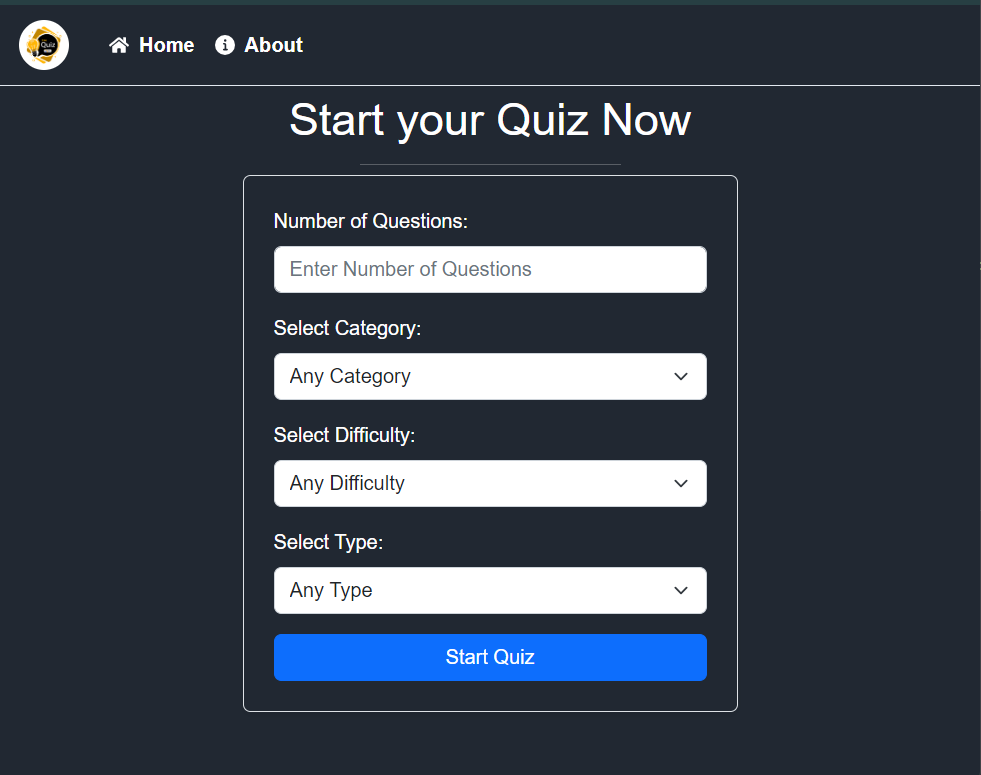 Quiz
Home About
Start your Quiz Now
Number of Questions:
Enter Number of Questions
Select Category:
Any Category
Select Difficulty:
Any Difficulty
Select Type:
Any Type
Start Quiz